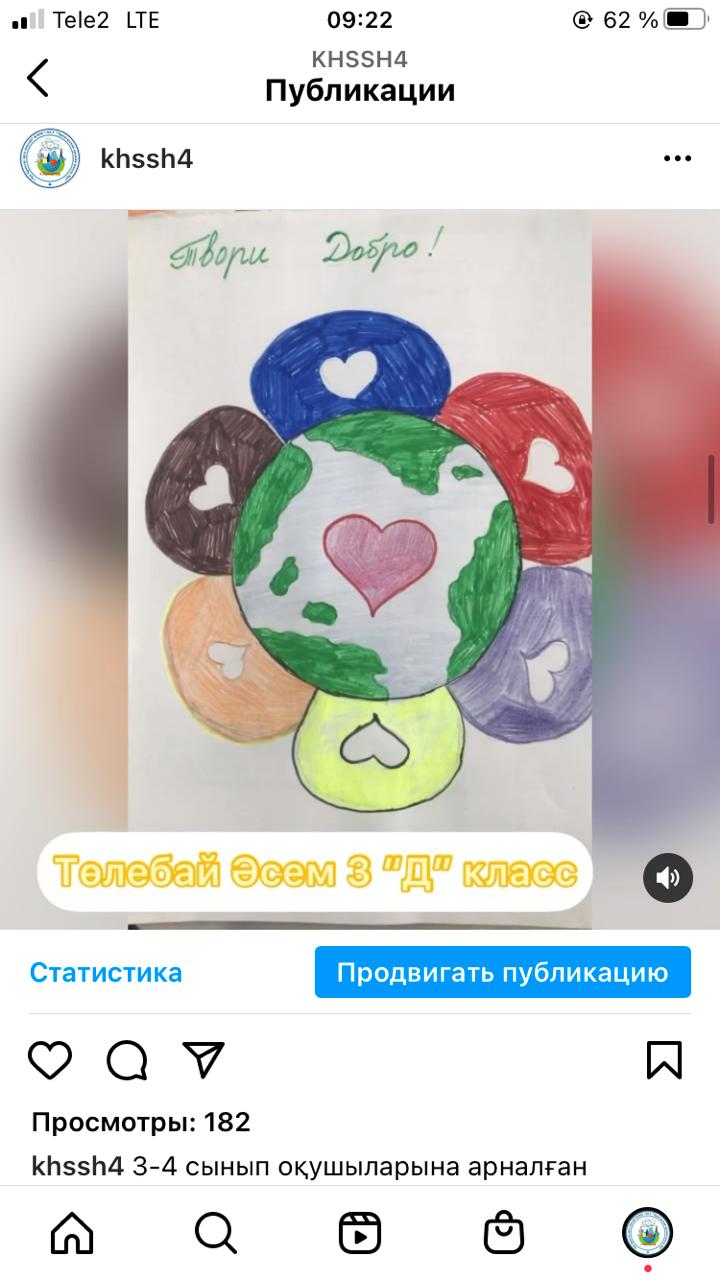 Tele2 LTE 09:22 62 %
KHSSH4
Публикации
khssh4
Твори Добро!
Төлебай Әсем 3 "Д" класс
Статистика
Продвигать публикацию
Просмотры: 182
khssh4 3-4 сынып оқушыларына арналған